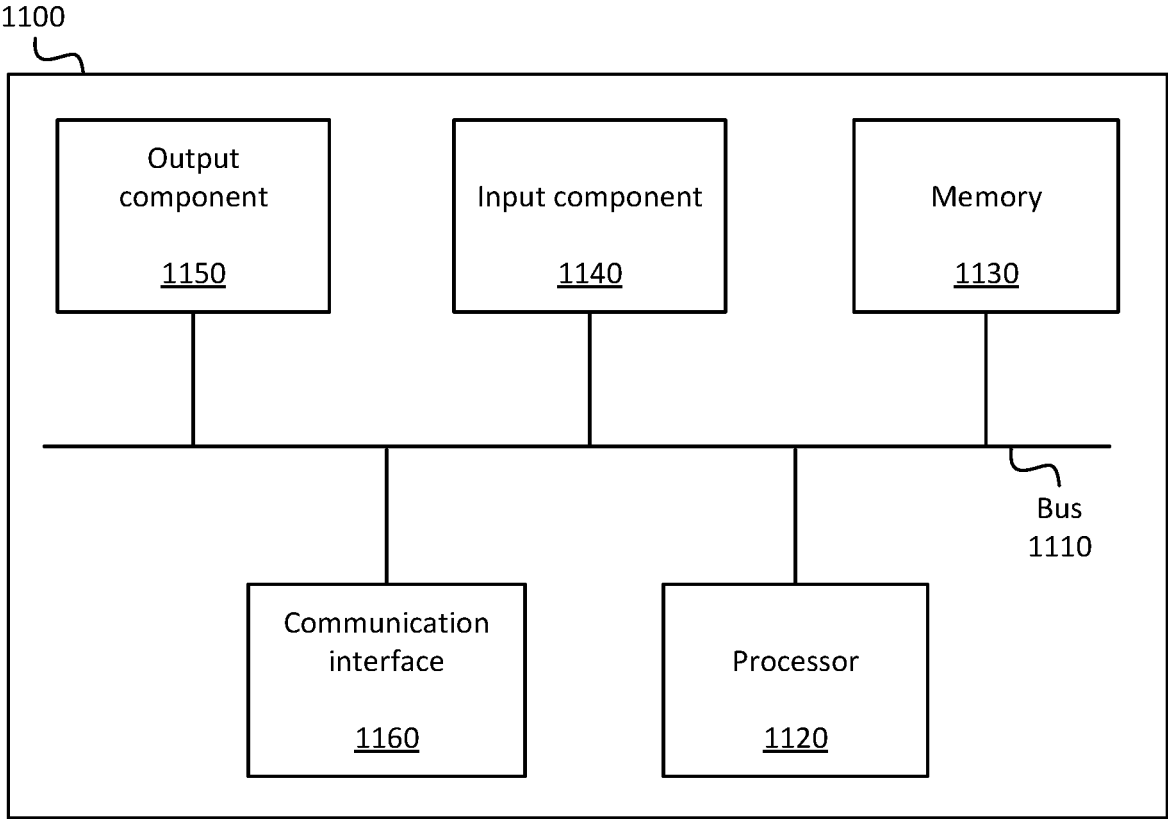 1100
Output
component
1150
Input component
1140
Memory
1130
Bus
1110
Communication
interface
1160
Processor
1120